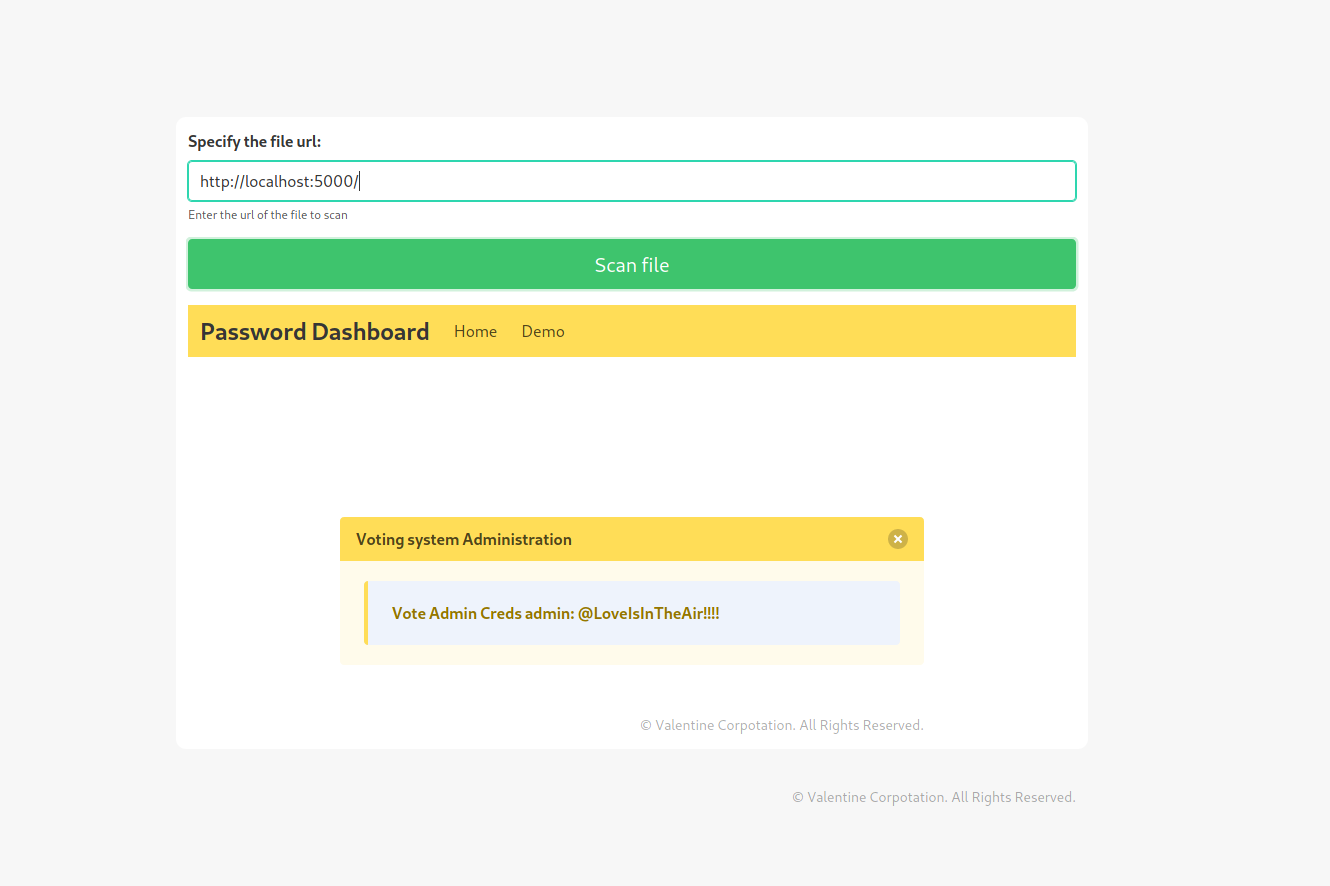 Specify the file url:
http://localhost:5000/
Enter the url of the file to scan
Scan file
Password Dashboard Home Demo
Voting system Administration
Vote Admin Creds admin: @LoveIsInTheAir!!!!
© Valentine Corpotation. All Rights Reserved.
© Valentine Corpotation. All Rights Reserved.